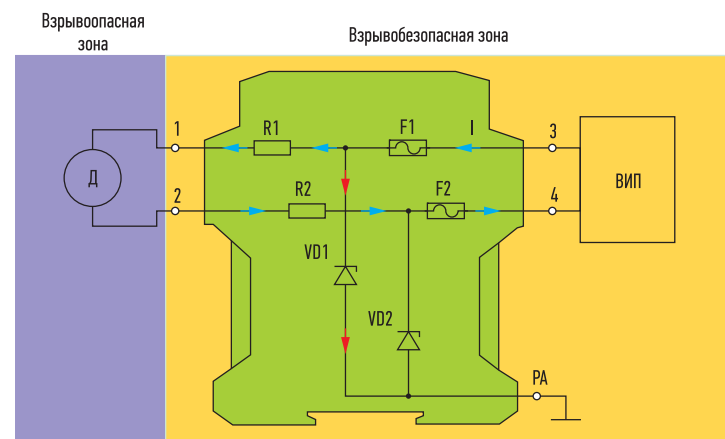 Взрывоопасная
зона
Взрывобезопасная зона
1
R1
F1
I
3
Д
2
R2
F2
4
ВИП
VD1
VD2
PA